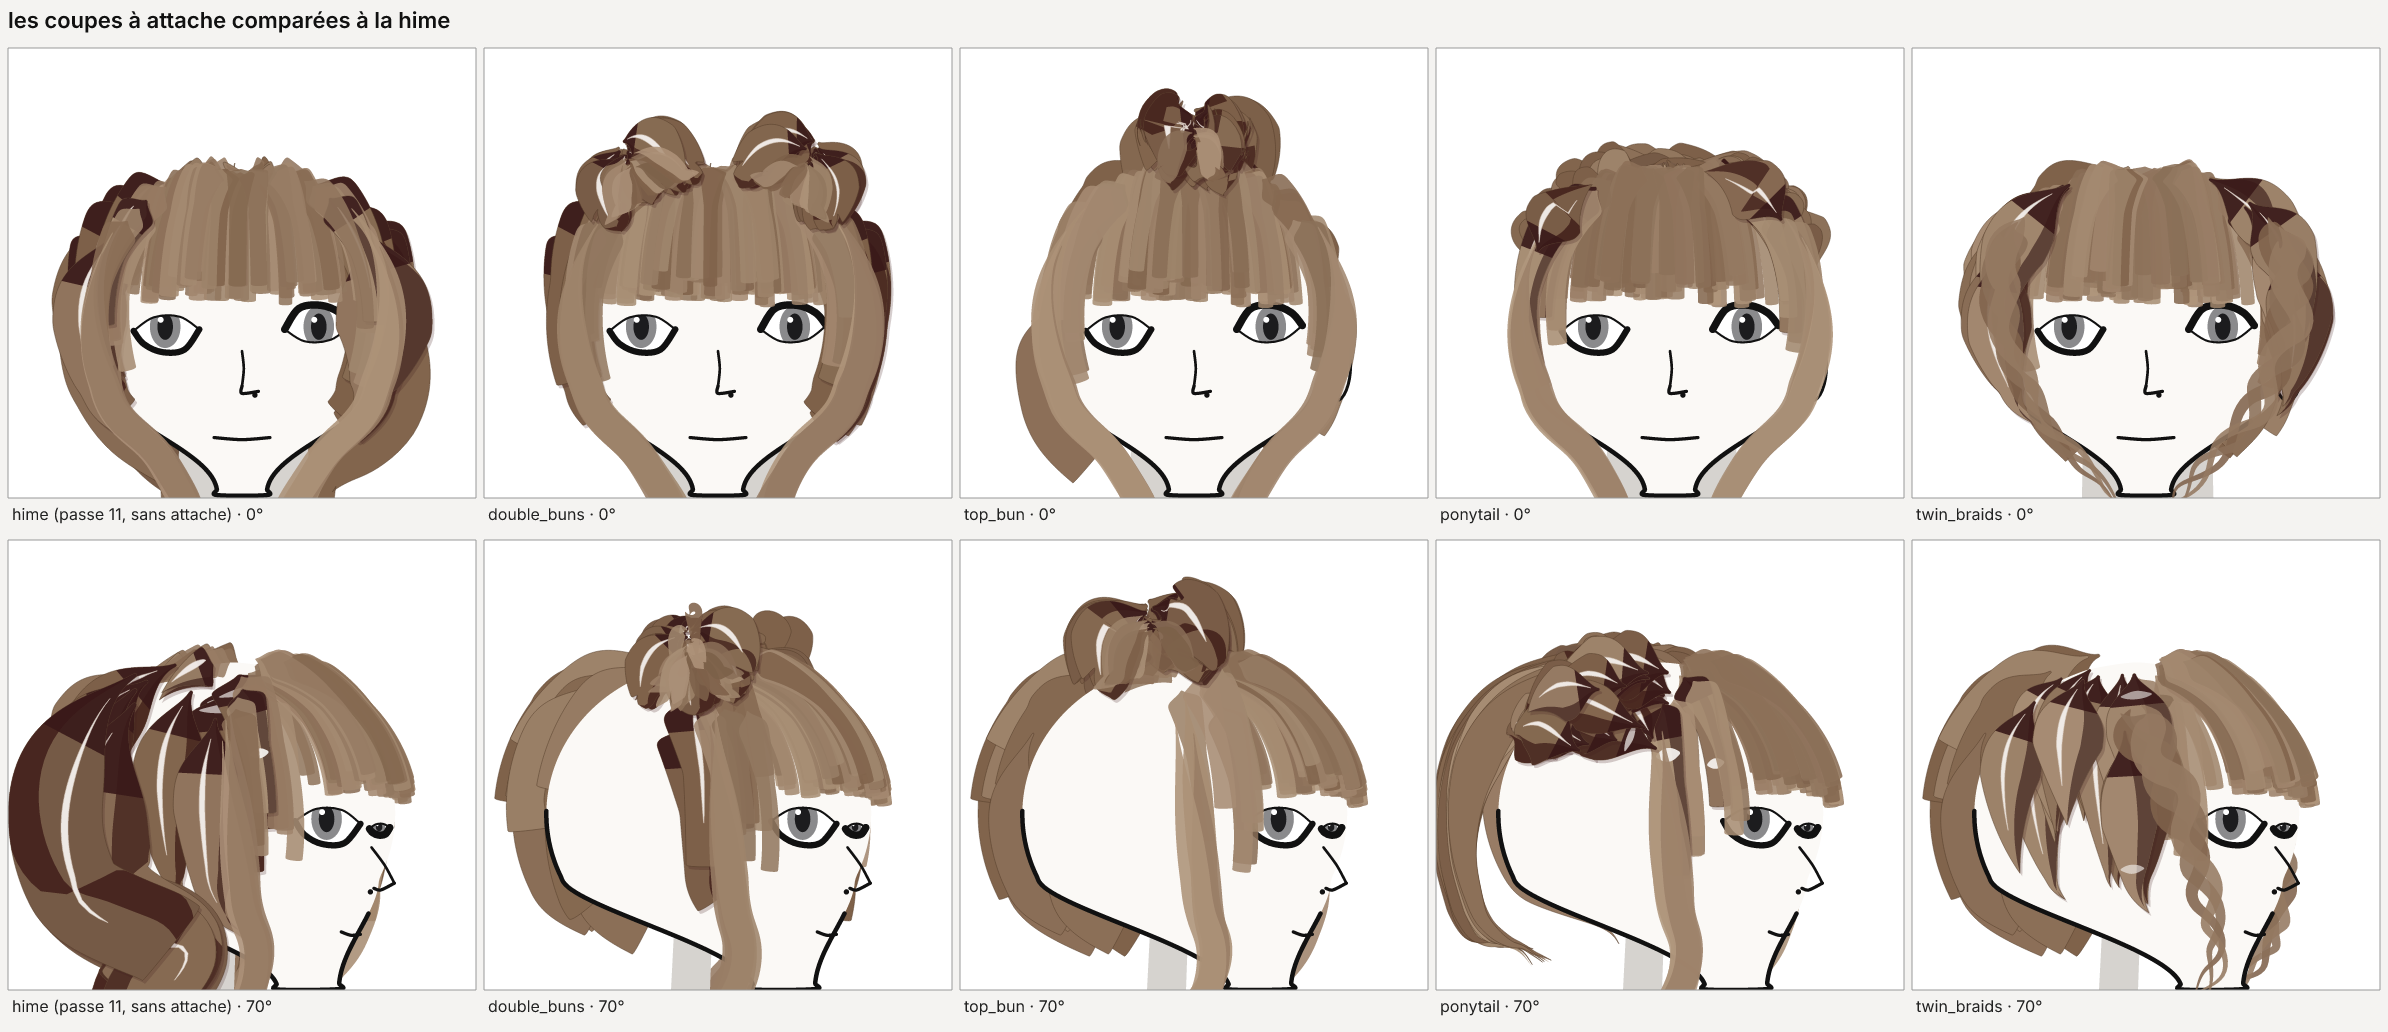 les coupes à attache comparées à la hime
hime (passe 11, sans attache) · 0°
double_buns · 0°
top_bun · 0°
ponytail · 0°
twin_braids · 0°
hime (passe 11, sans attache) · 70°
double_buns · 70°
top_bun · 70°
ponytail · 70°
twin_braids · 70°